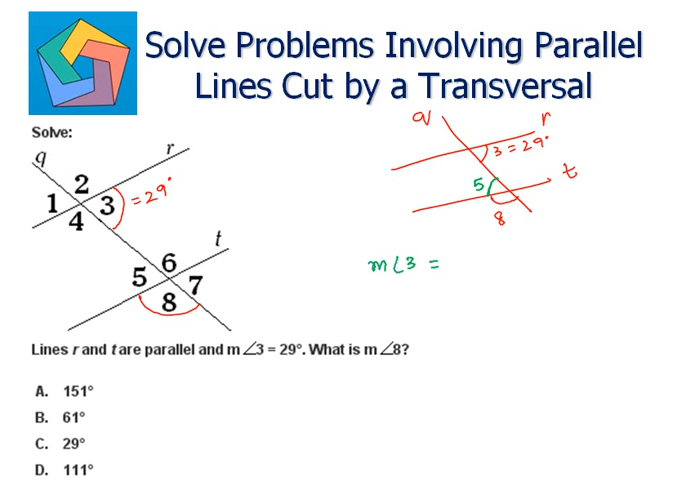 Solve Problems Involving Parallel
Lines Cut by a Transversal
Solve:
q
r
2
1
3
4
= 29°
t
6
5
7
8
q
r
3 = 29°
t
5
8
m∠3 =
Lines r and t are parallel and m∠3 = 29°. What is m∠8?
A. 151°
B. 61°
C. 29°
D. 111°